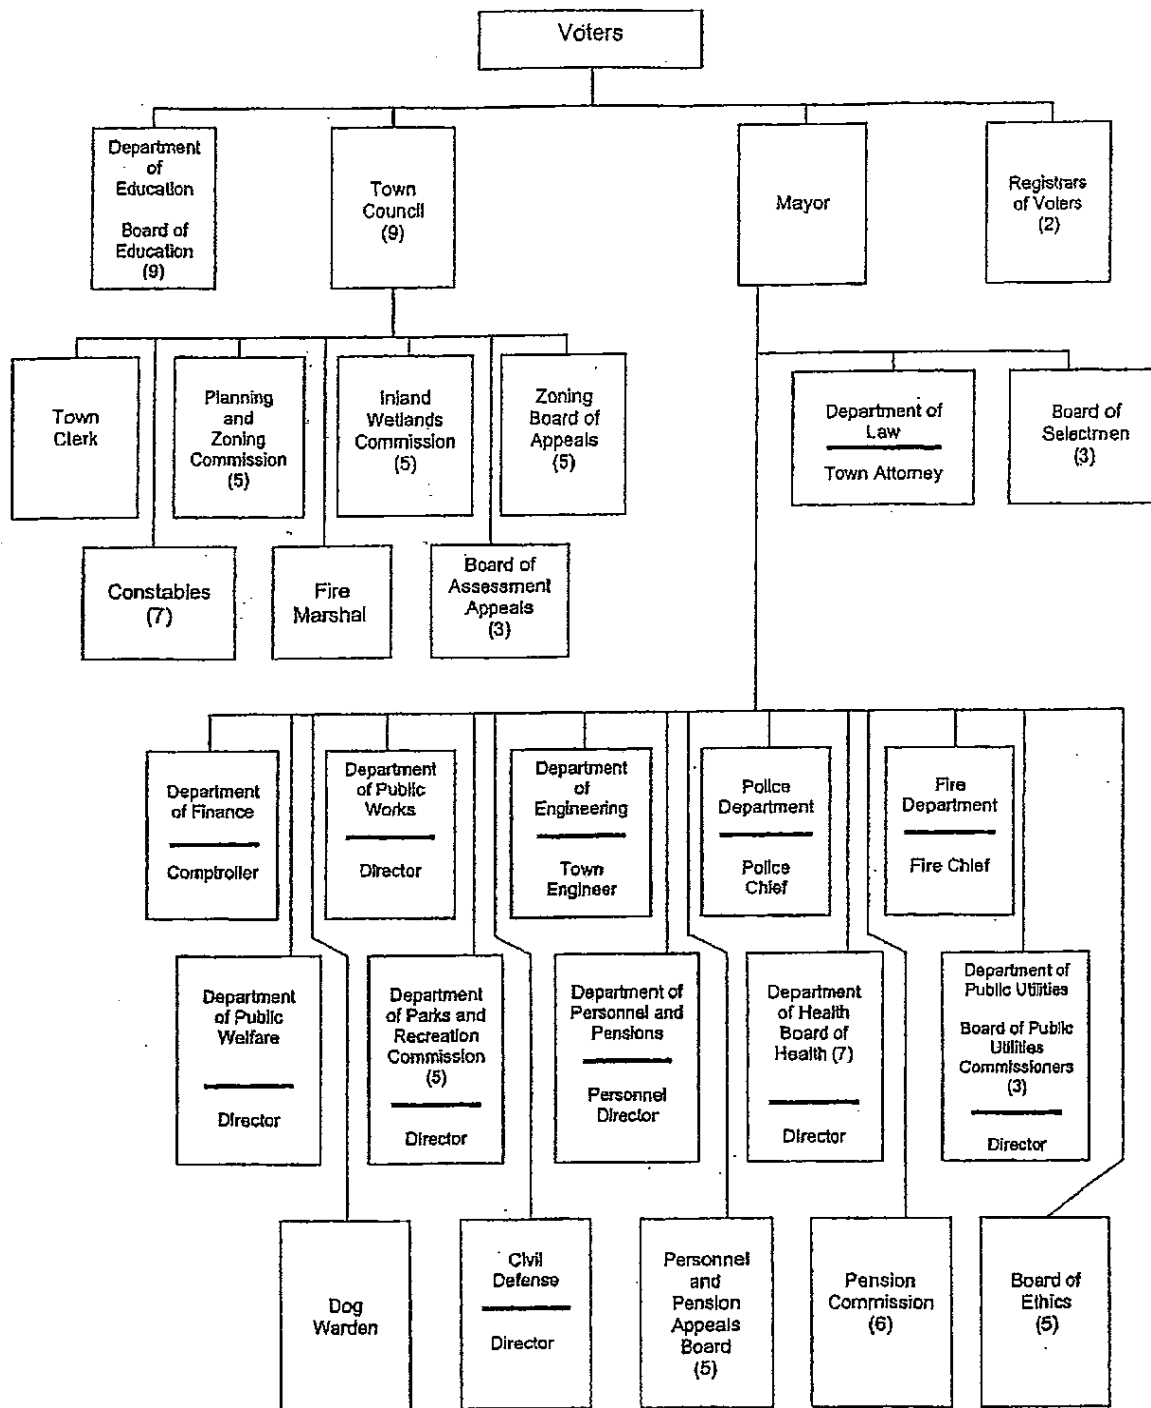 Voters
Department
of
Education
Board of
Education
(9)
Town
Council
(9)
Mayor
Registrars
of Voters
(2)
Town
Clerk
Planning
and
Zoning
Commission
(5)
Inland
Wetlands
Commission
(5)
Zoning
Board of
Appeals
(5)
Department of
Law
Town Attorney
Board of
Selectmen
(3)
Constables
(7)
Fire
Marshal
Board of
Assessment
Appeals
(3)
Department
of Finance
Comptroller
Department
of Public
Works
Director
Department
of
Engineering
Town
Engineer
Police
Department
Police
Chief
Fire
Department
Fire Chief
Department
of Public
Welfare
Director
Department
of Parks and
Recreation
Commission
(5)
Director
Department of
Personnel and
Pensions
Personnel
Director
Department
of Health
Board of
Health (7)
Director
Department of
Public Utilities
Board of Public
Utilities
Commissioners
(3)
Director
Dog
Warden
Civil
Defense
Director
Personnel
and
Pension
Appeals
Board
(5)
Pension
Commission
(6)
Board of
Ethics
(5)